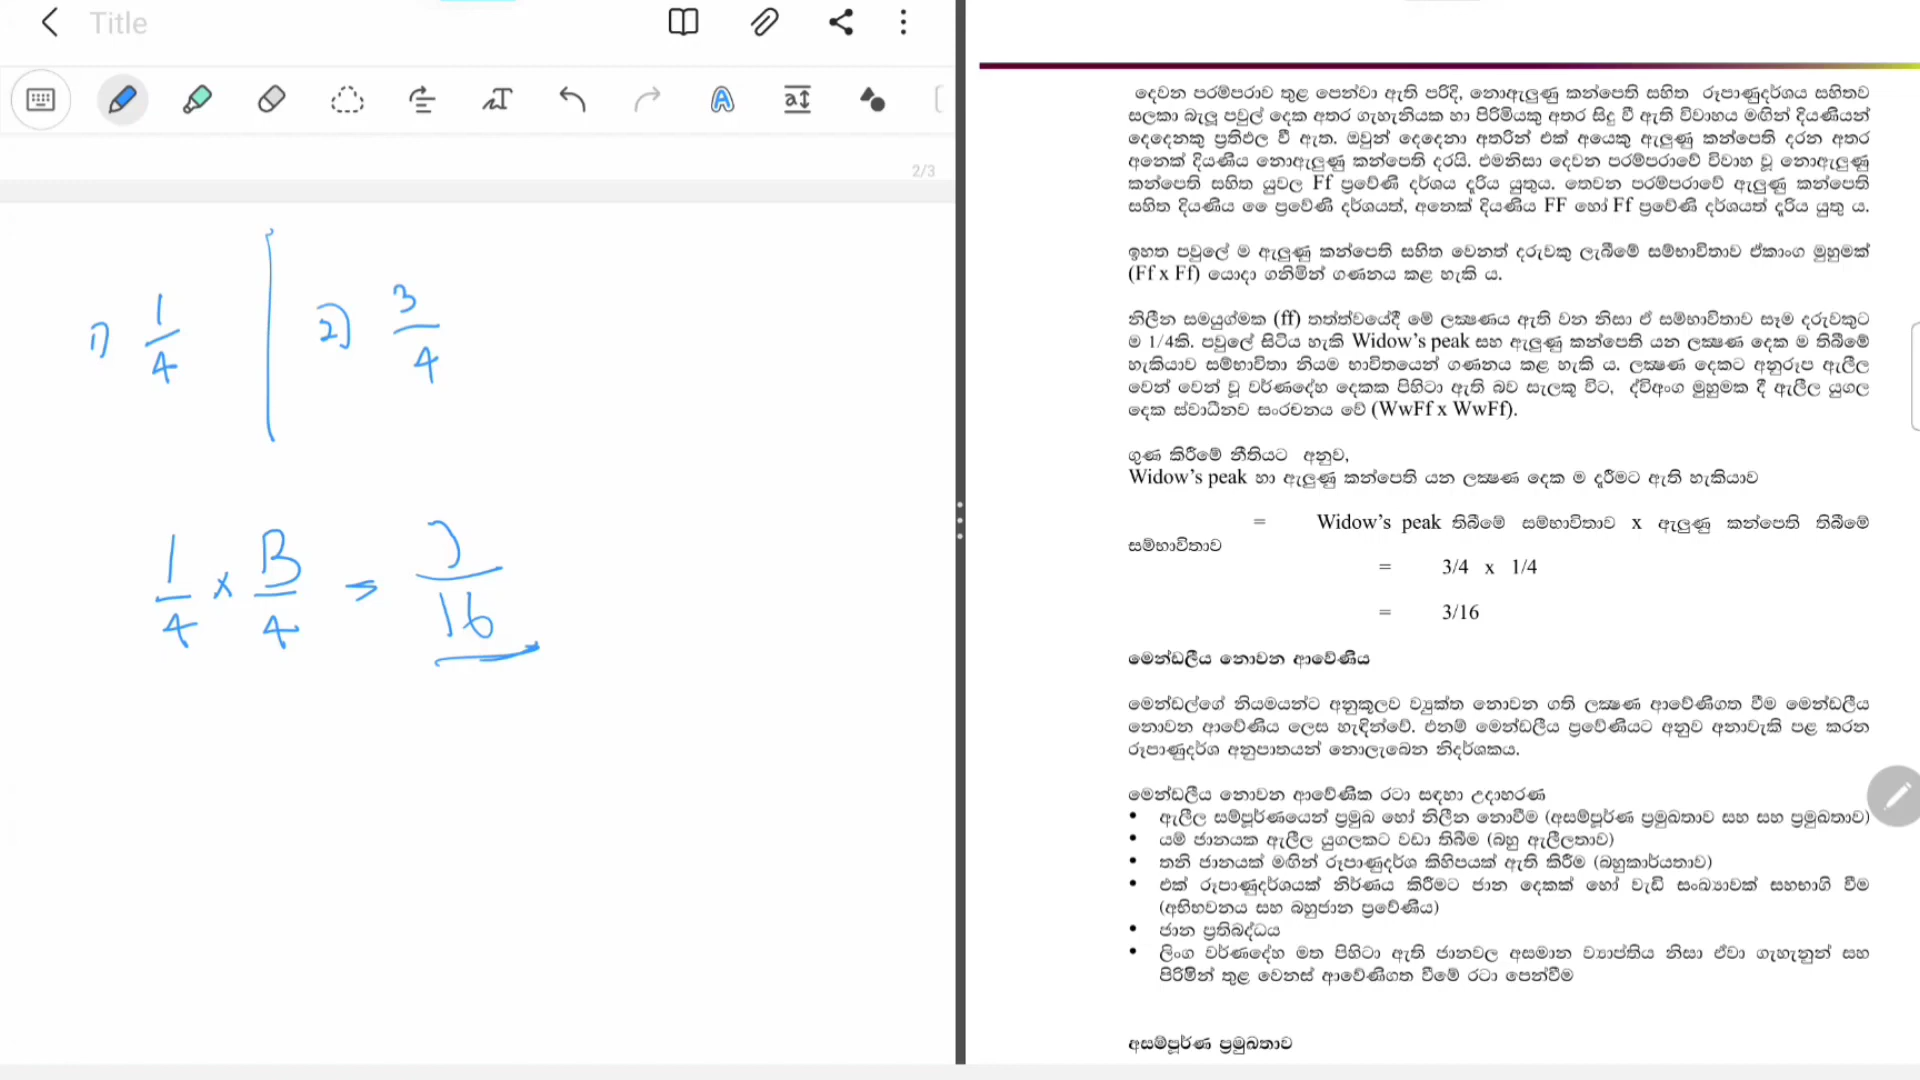 Title
2/3
1) 1/4
2) 3/4
1/4 x 3/4 = 3/16
දෙවන පරම්පරාව තුළ පෙන්වා ඇති පරිදි, නොඇලුණු කන්පෙති සහිත රූපාණුදර්ශය සහිතව
සලකා බැලූ පවුල් දෙක අතර ගැහැනියක හා පිරිමියකු අතර සිදු වී ඇති විවාහය මඟින් දියණියන්
දෙදෙනකු ප්‍රතිඵල වී ඇත. ඔවුන් දෙදෙනා අතරින් එක් අයෙකු ඇලුණු කන්පෙති දරන අතර
අනෙක් දියණිය නොඇලුණු කන්පෙති දරයි. එමනිසා දෙවන පරම්පරාවේ විවාහ වූ නොඇලුණු
කන්පෙති සහිත යුවල Ff ප්‍රවේණි දර්ශය දැරිය යුතුය. තෙවන පරම්පරාවේ ඇලුණු කන්පෙති
සහිත දියණිය ෙෙ ප්‍රවේණි දර්ශයත්, අනෙක් දියණිය FF හෝ Ff ප්‍රවේණි දර්ශයත් දැරිය යුතු ය.
ඉහත පවුලේ ම ඇලුණු කන්පෙති සහිත වෙනත් දරුවකු ලැබීමේ සම්භාවිතාව ඒකාංග මුහුමක්
(Ff x Ff) යොදා ගනිමින් ගණනය කළ හැකි ය.
නිලීන සමයුග්මක (ff) තත්ත්වයේදී මේ ලක්‍ෂණය ඇති වන නිසා ඒ සම්භාවිතාව සෑම දරුවකුට
ම 1/4කි. පවුලේ සිටිය හැකි Widow’s peak සහ ඇලුණු කන්පෙති යන ලක්‍ෂණ දෙක ම තිබීමේ
හැකියාව සම්භාවිතා නියම භාවිතයෙන් ගණනය කළ හැකි ය. ලක්‍ෂණ දෙකට අනුරූප ඇලීල
වෙන් වෙන් වූ වර්ණදේහ දෙකක පිහිටා ඇති බව සැලකූ විට, ද්විඅංග මුහුමක දී ඇලීල යුගල
දෙක ස්වාධීනව සංරචනය වේ (WwFf x WwFf).
ගුණ කිරීමේ නීතියට අනුව,
Widow’s peak හා ඇලුණු කන්පෙති යන ලක්‍ෂණ දෙක ම දැරීමට ඇති හැකියාව
= Widow’s peak තිබීමේ සම්භාවිතාව x ඇලුණු කන්පෙති තිබීමේ
සම්භාවිතාව
= 3/4 x 1/4
= 3/16
මෙන්ඩලීය නොවන ආවේණිය
මෙන්ඩල්ගේ නියමයන්ට අනුකූලව ව්‍යුක්ත නොවන ගති ලක්‍ෂණ ආවේණිගත වීම මෙන්ඩලීය
නොවන ආවේණිය ලෙස හැඳින්වේ. එනම් මෙන්ඩලීය ප්‍රවේණියට අනුව අනාවැකි පළ කරන
රූපාණුදර්ශ අනුපාතයන් නොලැබෙන නිදර්ශකය.
මෙන්ඩලීය නොවන ආවේණික රටා සඳහා උදාහරණ
• ඇලීල සම්පූර්ණයෙන් ප්‍රමුඛ හෝ නිලීන නොවීම (අසම්පූර්ණ ප්‍රමුඛතාව සහ සහ ප්‍රමුඛතාව)
• යම් ජානයක ඇලීල යුගලකට වඩා තිබීම (බහු ඇලීලතාව)
• තනි ජානයක් මඟින් රූපාණුදර්ශ කිහිපයක් ඇති කිරීම (බහුකාර්යතාව)
• එක් රූපාණුදර්ශයක් නිර්ණය කිරීමට ජාන දෙකක් හෝ වැඩි සංඛ්‍යාවක් සහභාගි වීම
(අභිභවනය සහ බහුජාන ප්‍රවේණිය)
• ජාන ප්‍රතිබද්ධය
• ලිංග වර්ණදේහ මත පිහිටා ඇති ජානවල අසමාන ව්‍යාප්තිය නිසා ඒවා ගැහැනුන් සහ
පිරිමින් තුළ වෙනස් ආවේණිගත වීමේ රටා පෙන්වීම
අසම්පූර්ණ ප්‍රමුඛතාව